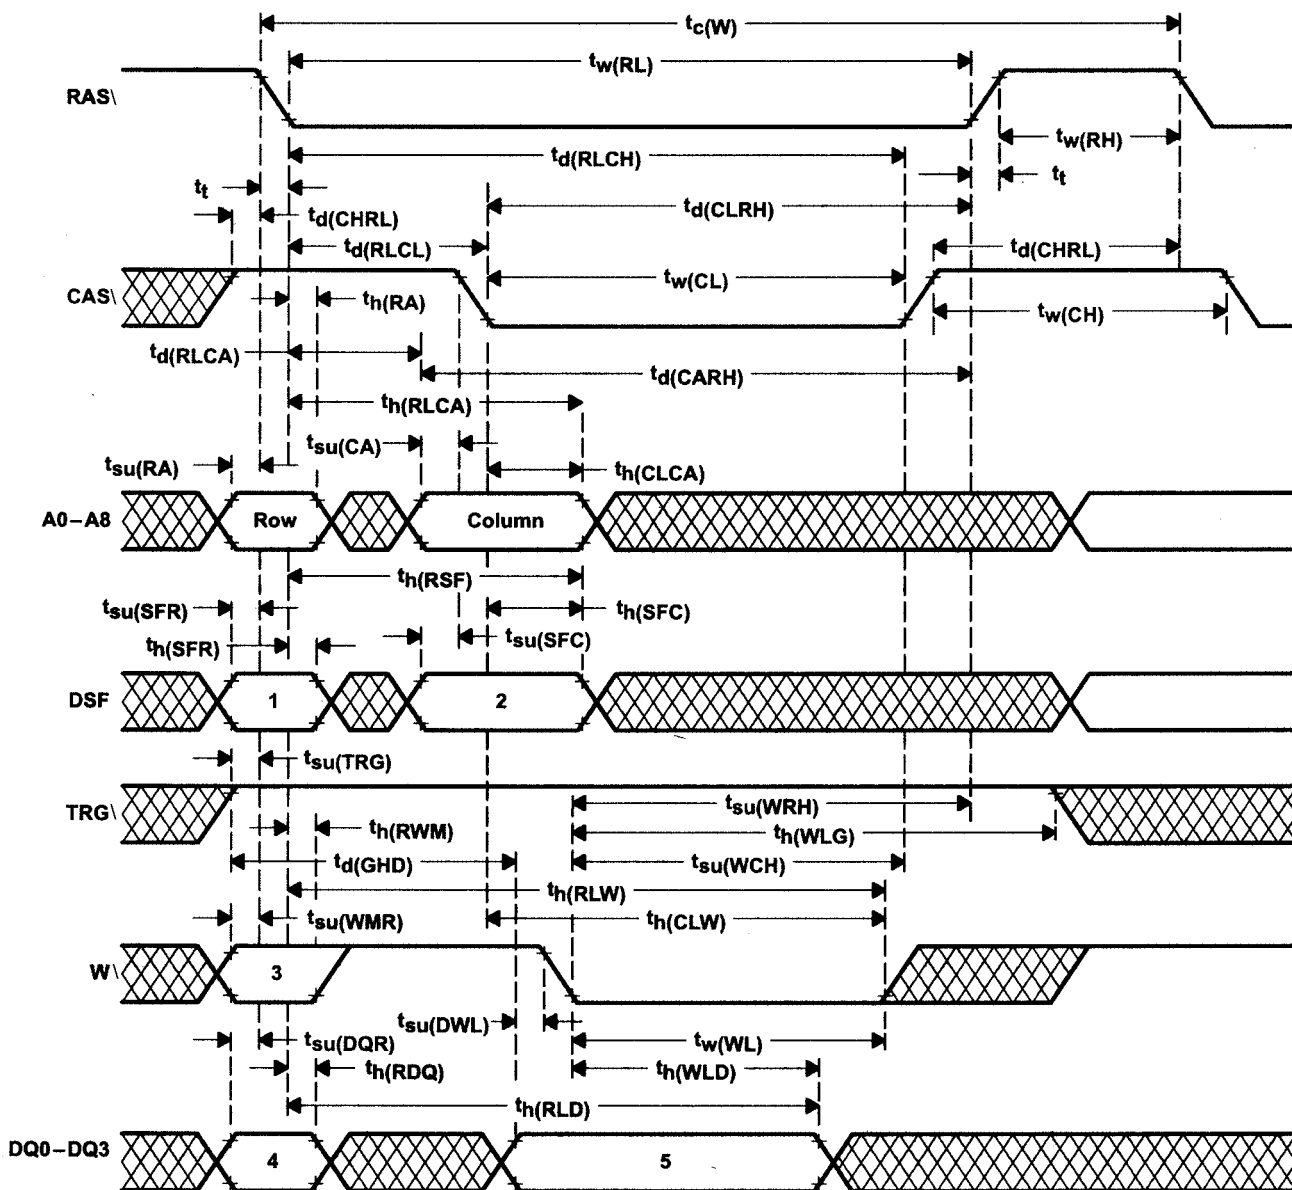 tc(W)
tw(RL)
RAS\
tw(RH)
td(RLCH)
tt
tt
td(CHRL)
td(CLRH)
td(RLCL)
td(CHRL)
CAS\
tw(CL)
th(RA)
tw(CH)
td(RLCA)
td(CARH)
th(RLCA)
tsu(CA)
tsu(RA)
th(CLCA)
A0–A8
Row
Column
th(RSF)
tsu(SFR)
th(SFC)
th(SFR)
tsu(SFC)
DSF
1
2
tsu(TRG)
TRG\
tsu(WRH)
th(RWM)
th(WLG)
td(GHD)
tsu(WCH)
th(RLW)
tsu(WMR)
th(CLW)
W\
3
tsu(DWL)
tsu(DQR)
tw(WL)
th(RDQ)
th(WLD)
th(RLD)
DQ0–DQ3
4
5